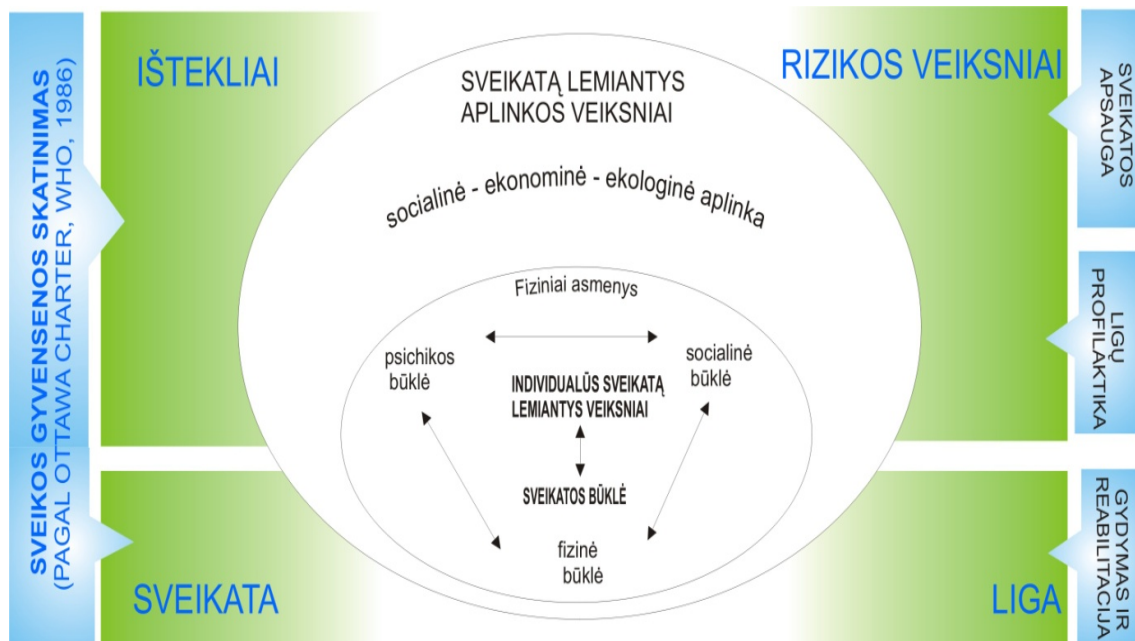 SVEIKOS GYVENSENOS SKATINIMAS
(PAGAL OTTAWA CHARTER, WHO, 1986)
IŠTEKLIAI
RIZIKOS VEIKSNIAI
SVEIKATĄ LEMIANTYS
APLINKOS VEIKSNIAI
socialinė - ekonominė - ekologinė aplinka
Fiziniai asmenys
psichikos
būklė
socialinė
būklė
INDIVIDUALŪS SVEIKATĄ
LEMIANTYS VEIKSNIAI
SVEIKATOS BŪKLĖ
fizinė
būklė
SVEIKATA
LIGA
SVEIKATOS
APSAUGA
LIGŲ
PROFILAKTIKA
GYDYMAS IR
REABILITACIJA